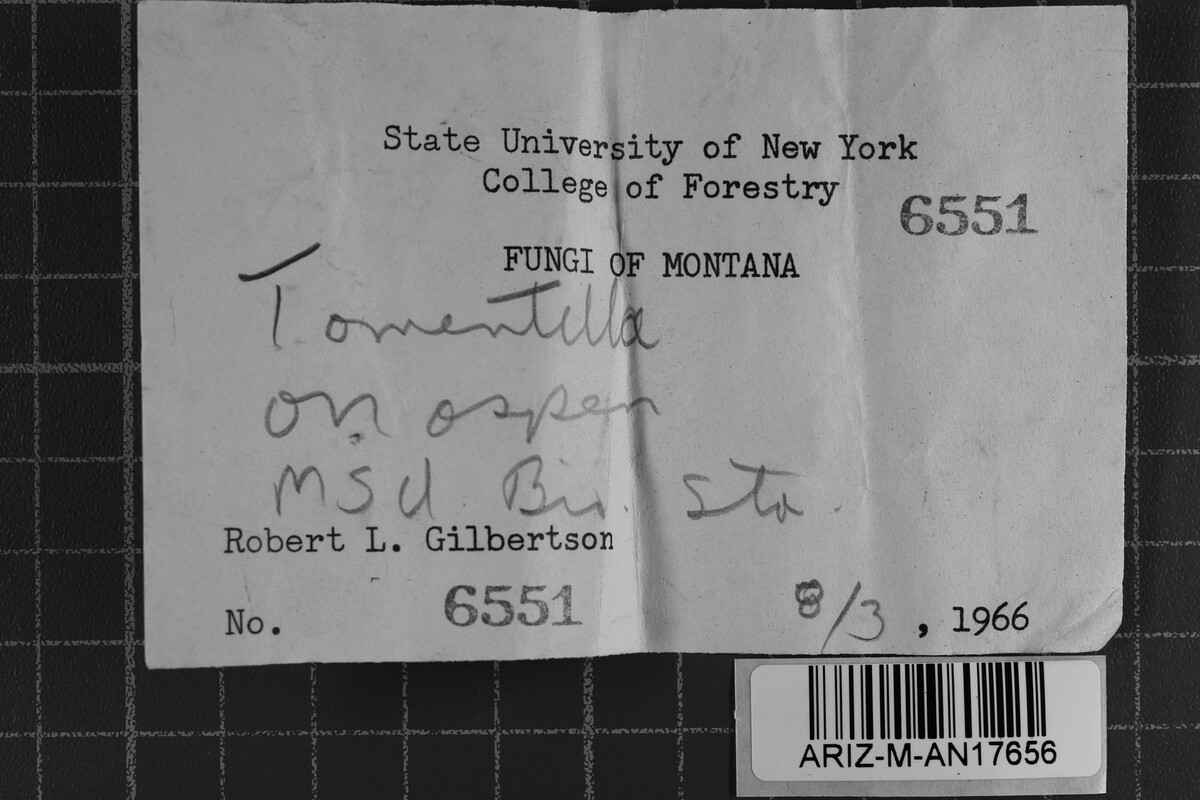 State University of New York
College of Forestry
6551
FUNGI OF MONTANA
Tomentella
on aspen
MSU Bio. Sta.
Robert L. Gilbertson
No. 6551 8/3, 1966
ARIZ-M-AN17656